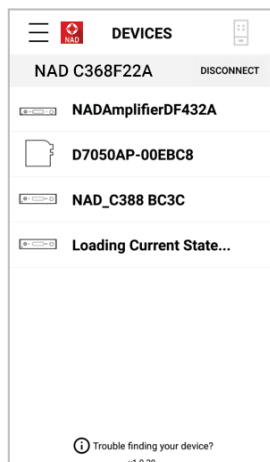 NAD
DEVICES
NAD C368F22A DISCONNECT
NADAmplifierDF432A
D7050AP-00EBC8
NAD_C388 BC3C
Loading Current State...
Trouble finding your device?